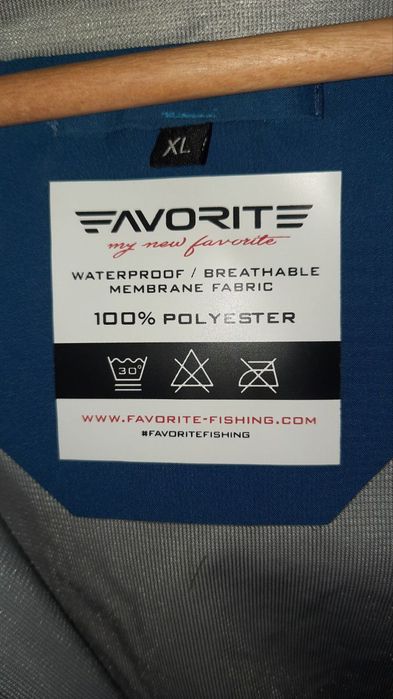 XL
FAVORITE
my new favorite
WATERPROOF / BREATHABLE
MEMBRANE FABRIC
100% POLYESTER
30°
WWW.FAVORITE-FISHING.COM
#FAVORITEFISHING